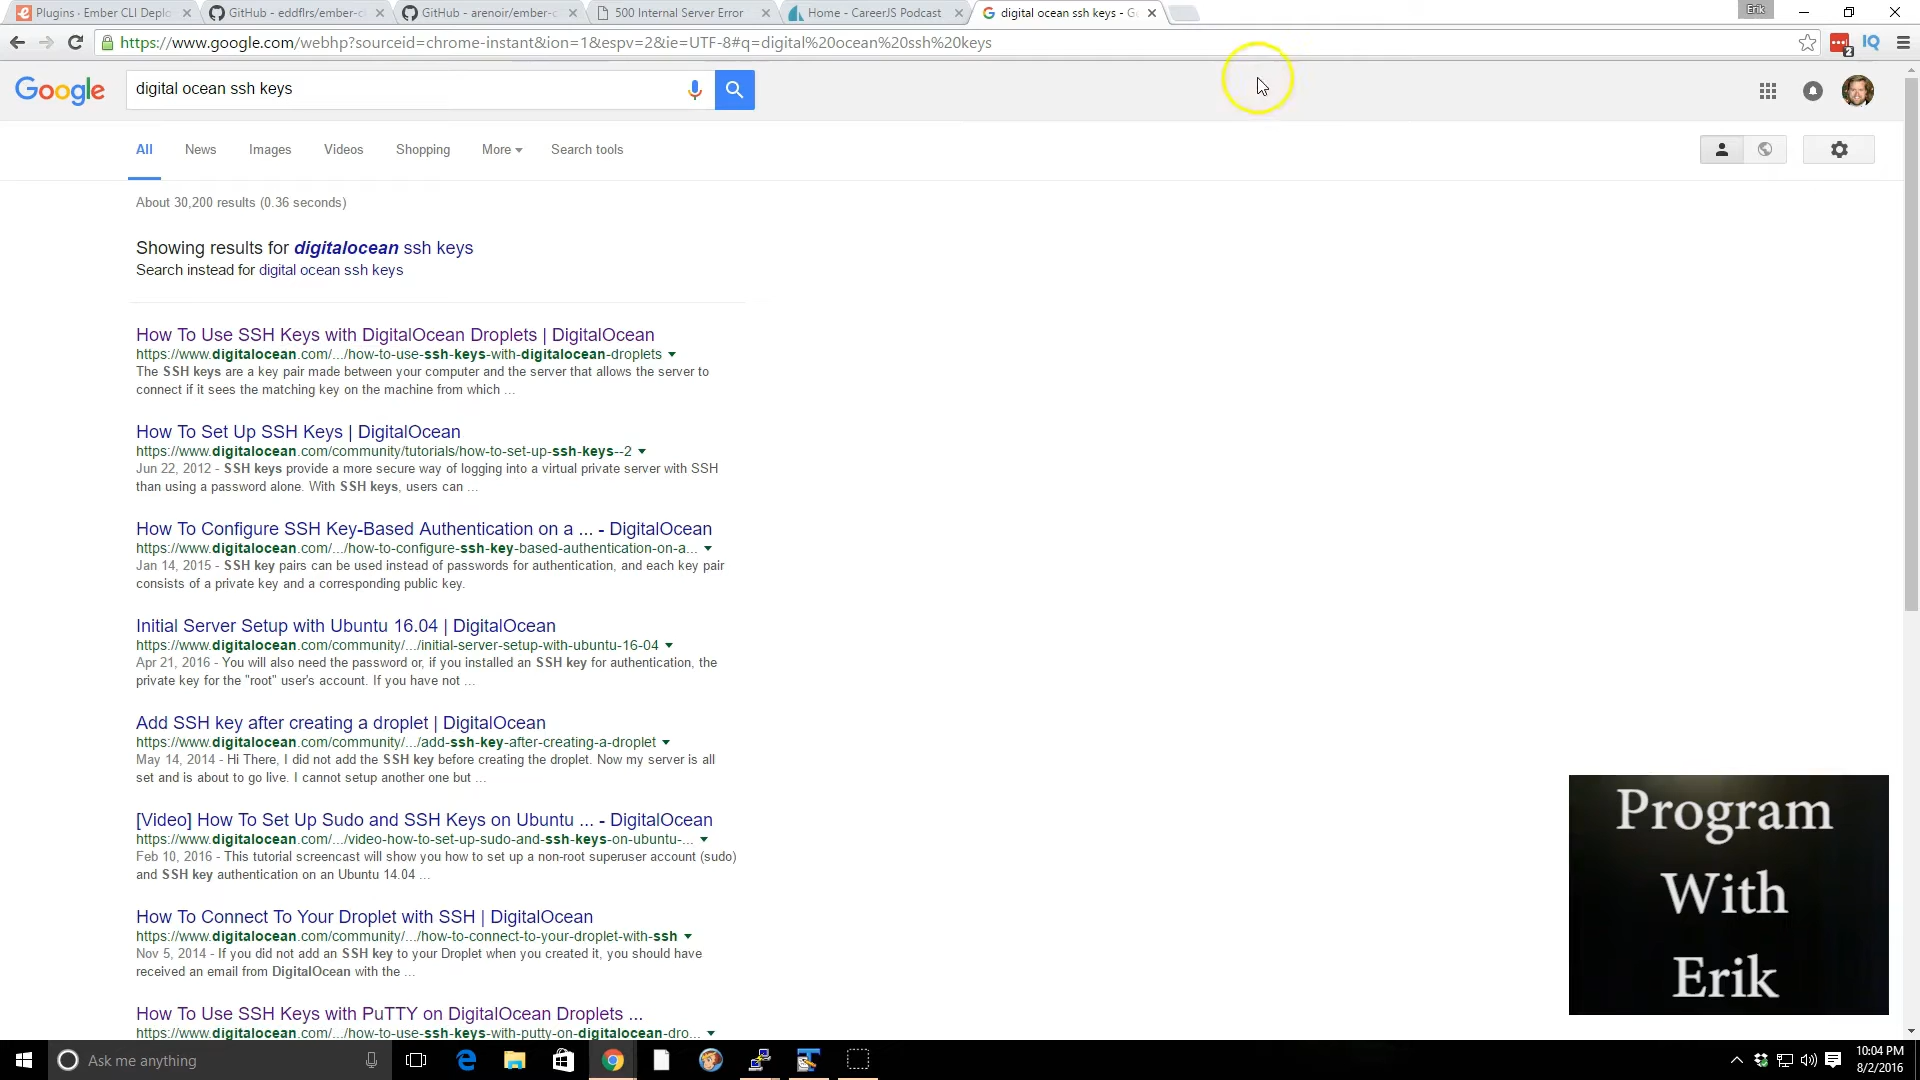 Plugins · Ember CLI Deplo
GitHub - eddflrs/ember-c
GitHub - arenoir/ember-c
500 Internal Server Error
Home - CareerJS Podcast
digital ocean ssh keys - G
Erik
https://www.google.com/webhp?sourceid=chrome-instant&ion=1&espv=2&ie=UTF-8#q=digital%20ocean%20ssh%20keys
2
IQ
Google
digital ocean ssh keys
All
News
Images
Videos
Shopping
More
Search tools
About 30,200 results (0.36 seconds)
Showing results for digitalocean ssh keys
Search instead for digital ocean ssh keys
How To Use SSH Keys with DigitalOcean Droplets | DigitalOcean
https://www.digitalocean.com/.../how-to-use-ssh-keys-with-digitalocean-droplets
The SSH keys are a key pair made between your computer and the server that allows the server to
connect if it sees the matching key on the machine from which ...
How To Set Up SSH Keys | DigitalOcean
https://www.digitalocean.com/community/tutorials/how-to-set-up-ssh-keys--2
Jun 22, 2012 - SSH keys provide a more secure way of logging into a virtual private server with SSH
than using a password alone. With SSH keys, users can ...
How To Configure SSH Key-Based Authentication on a ... - DigitalOcean
https://www.digitalocean.com/.../how-to-configure-ssh-key-based-authentication-on-a...
Jan 14, 2015 - SSH key pairs can be used instead of passwords for authentication, and each key pair
consists of a private key and a corresponding public key.
Initial Server Setup with Ubuntu 16.04 | DigitalOcean
https://www.digitalocean.com/community/.../initial-server-setup-with-ubuntu-16-04
Apr 21, 2016 - You will also need the password or, if you installed an SSH key for authentication, the
private key for the "root" user's account. If you have not ...
Add SSH key after creating a droplet | DigitalOcean
https://www.digitalocean.com/community/.../add-ssh-key-after-creating-a-droplet
May 14, 2014 - Hi There, I did not add the SSH key before creating the droplet. Now my server is all
set and is about to go live. I cannot setup another one but ...
[Video] How To Set Up Sudo and SSH Keys on Ubuntu ... - DigitalOcean
https://www.digitalocean.com/.../video-how-to-set-up-sudo-and-ssh-keys-on-ubuntu-...
Feb 10, 2016 - This tutorial screencast will show you how to set up a non-root superuser account (sudo)
and SSH key authentication on an Ubuntu 14.04 ...
How To Connect To Your Droplet with SSH | DigitalOcean
https://www.digitalocean.com/community/.../how-to-connect-to-your-droplet-with-ssh
Nov 5, 2014 - If you did not add an SSH key to your Droplet when you created it, you should have
received an email from DigitalOcean with the ...
How To Use SSH Keys with PuTTY on DigitalOcean Droplets ...
https://www.digitalocean.com/.../how-to-use-ssh-keys-with-putty-on-digitalocean-dro...
Program
With
Erik
Ask me anything
10:04 PM
8/2/2016